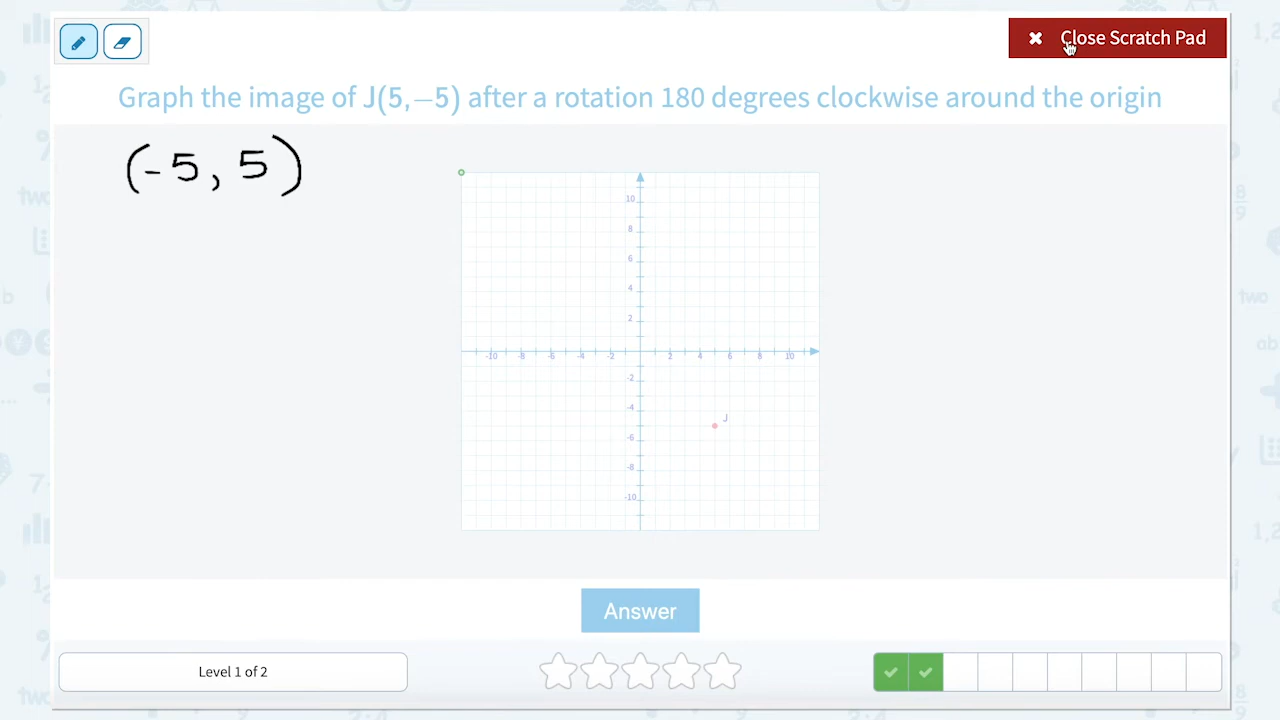 Close Scratch Pad
Graph the image of J(5,−5) after a rotation 180 degrees clockwise around the origin
(-5, 5)
10
8
6
4
2
-10 -8 -6 -4 -2 2 4 6 8 10
-2
-4
J
-6
-8
-10
Answer
Level 1 of 2